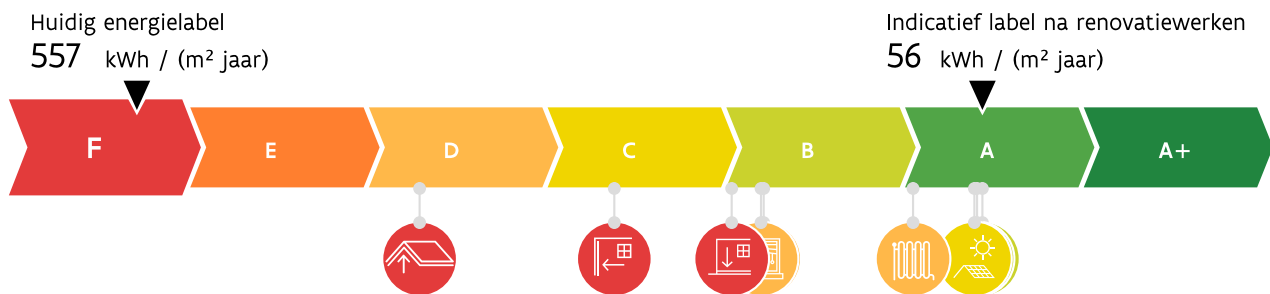 Huidig energielabel
557 kWh / (m² jaar)
Indicatief label na renovatiewerken
56 kWh / (m² jaar)
F E D C B A A+